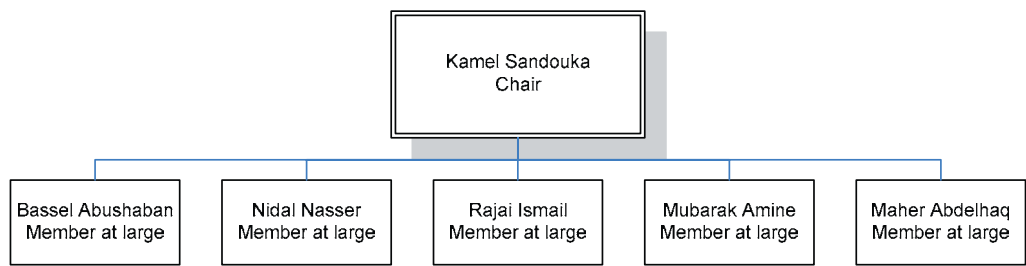 Kamel Sandouka
Chair
Bassel Abushaban
Member at large
Nidal Nasser
Member at large
Rajai Ismail
Member at large
Mubarak Amine
Member at large
Maher Abdelhaq
Member at large